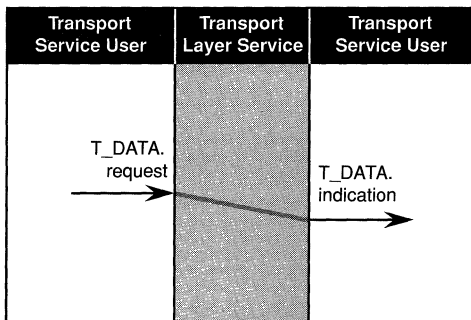 Transport Service User
Transport Layer Service
Transport Service User
T_DATA.
request
T_DATA.
indication